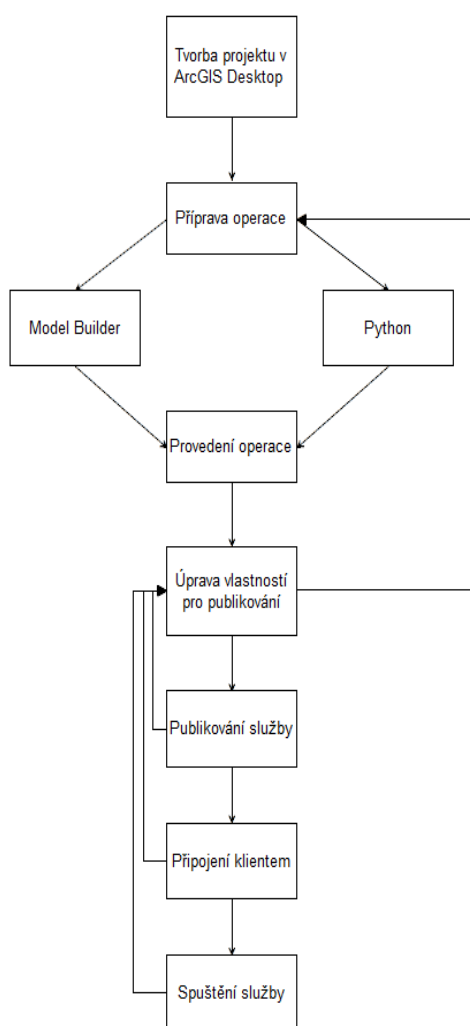 Tvorba projektu v
ArcGIS Desktop
Příprava operace
Model Builder
Python
Provedení operace
Úprava vlastností
pro publikování
Publikování služby
Připojení klientem
Spuštění služby